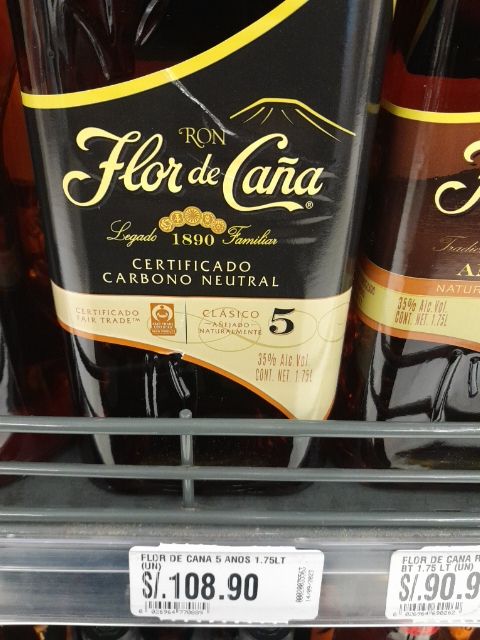 RON
Flor de Caña®
Legado 1890 Familiar
CERTIFICADO
CARBONO NEUTRAL
CERTIFICADO
FAIR TRADE™
CLÁSICO
AÑEJADO
NATURALMENTE
5
35% Alc. Vol.
CONT. NET. 1.75L
35% Alc. Vol.
CONT. NET. 1.75L
FLOR DE CANA 5 ANOS 1.75LT
(UN)
S/.108.90
FLOR DE CANA R
BT 1.75 LT (UN)
S/.90.9